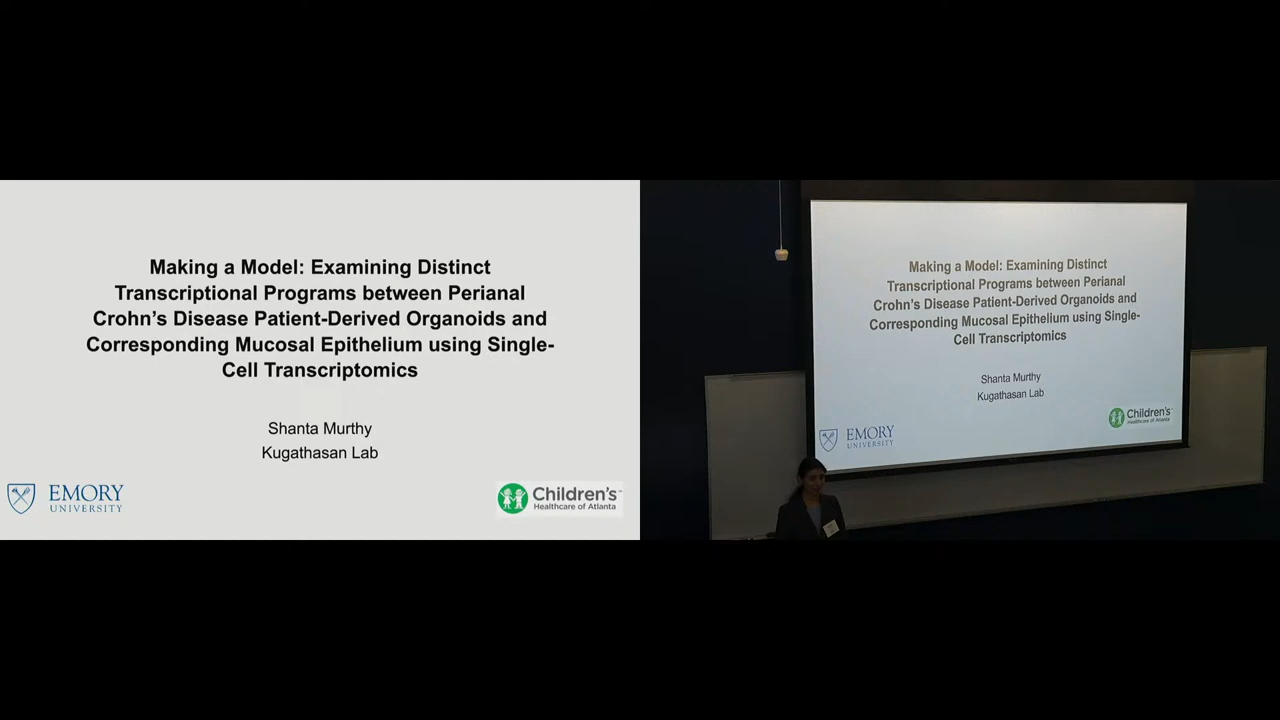 Making a Model: Examining Distinct
Transcriptional Programs between Perianal
Crohn's Disease Patient-Derived Organoids and
Corresponding Mucosal Epithelium using Single-
Cell Transcriptomics
Shanta Murthy
Kugathasan Lab
EMORY
UNIVERSITY
Children's™
Healthcare of Atlanta
Making a Model: Examining Distinct
Transcriptional Programs between Perianal
Crohn's Disease Patient-Derived Organoids and
Corresponding Mucosal Epithelium using Single-
Cell Transcriptomics
Shanta Murthy
Kugathasan Lab
EMORY
UNIVERSITY
Children's
Healthcare of Atlanta